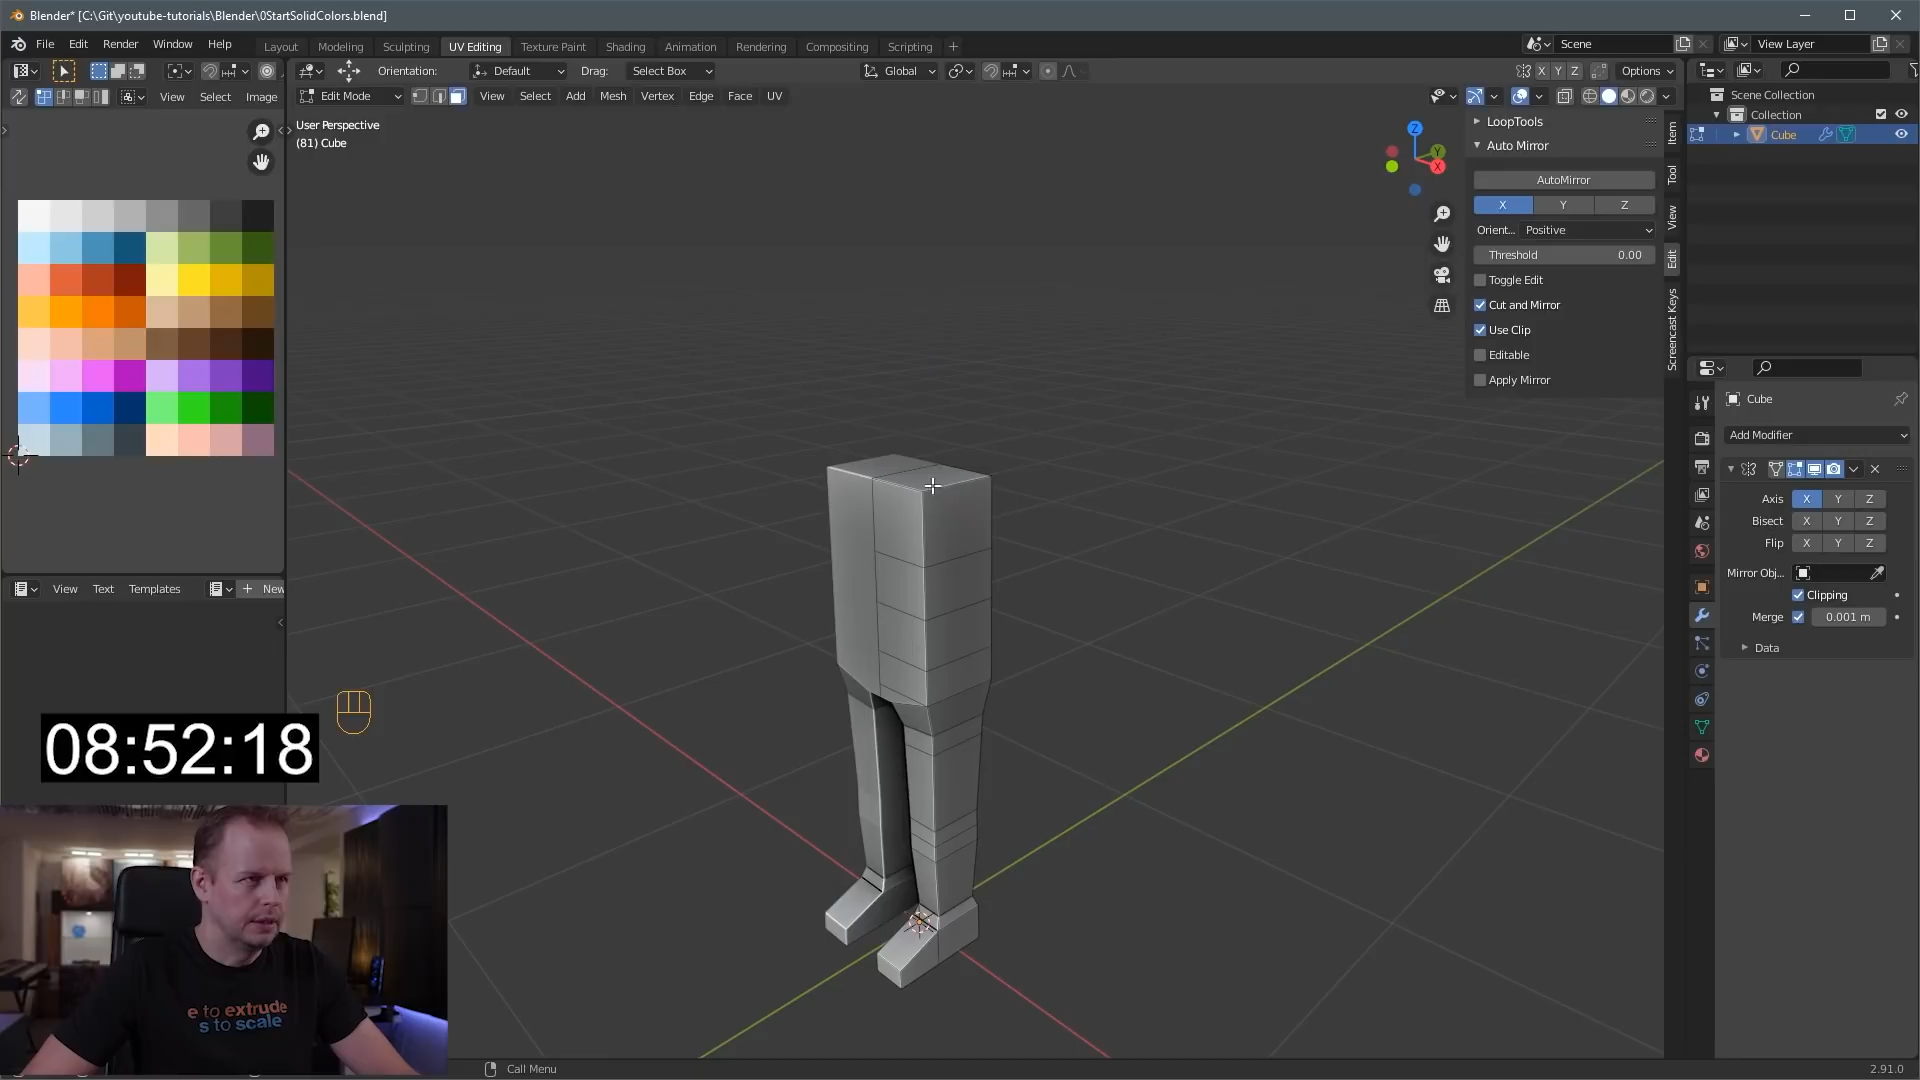 Blender* [C:\Git\youtube-tutorials\Blender\0StartSolidColors.blend]
File Edit Render Window Help Layout Modeling Sculpting UV Editing Texture Paint Shading Animation Rendering Compositing Scripting + Scene View Layer
Orientation: Default Drag: Select Box Global X Y Z Options
View Select Image Edit Mode View Select Add Mesh Vertex Edge Face UV
User Perspective
(81) Cube
Z
Y
X
LoopTools
Auto Mirror
AutoMirror
X Y Z
Orient... Positive
Threshold 0.00
Toggle Edit
Cut and Mirror
Use Clip
Editable
Apply Mirror
Item
Tool
View
Edit
Screencast Keys
Scene Collection
Collection
Cube
Cube
Add Modifier
Axis X Y Z
Bisect X Y Z
Flip X Y Z
Mirror Obj...
Clipping
Merge 0.001 m
Data
View Text Templates + New
08:52:18
e to extrude
s to scale
Call Menu
2.91.0